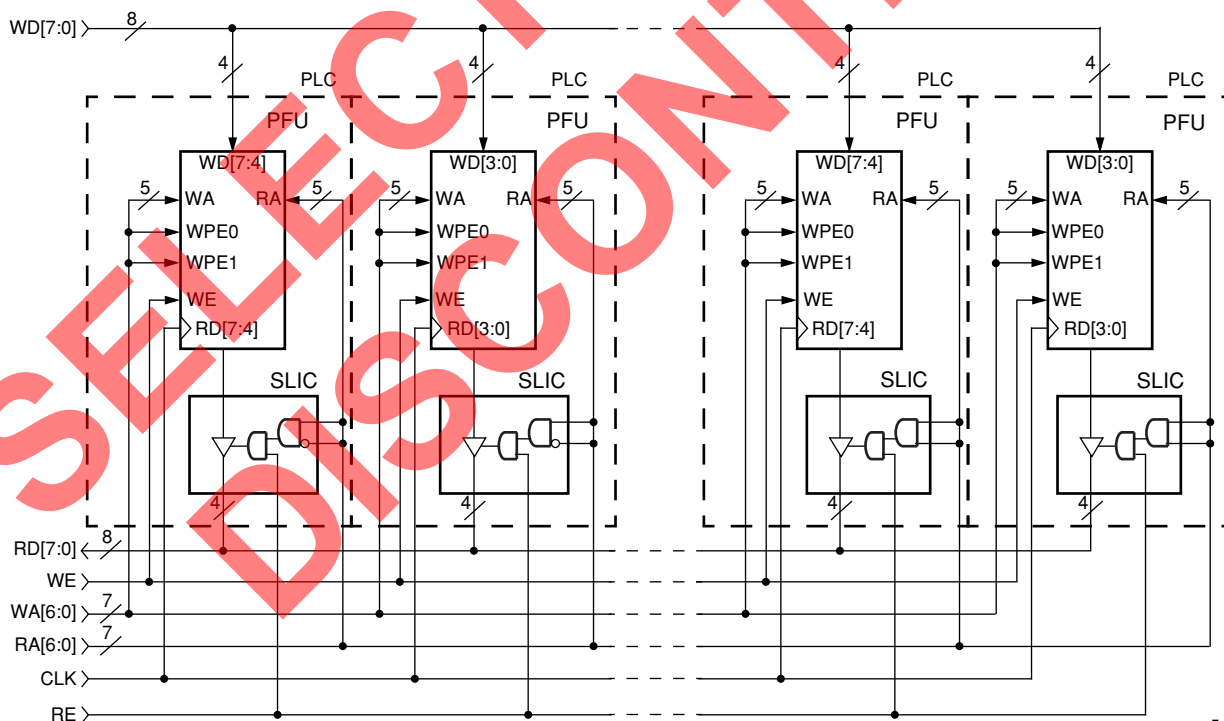 WD[7:0] 8
4 4 4 4
PLC PLC PLC PLC
PFU PFU PFU PFU
WD[7:4] WD[3:0] WD[7:4] WD[3:0]
5 WA RA 5 5 WA RA 5 5 WA RA 5 5 WA RA 5
WPE0 WPE0 WPE0 WPE0
WPE1 WPE1 WPE1 WPE1
WE WE WE WE
RD[7:4] RD[3:0] RD[7:4] RD[3:0]
SLIC SLIC SLIC SLIC
4 4 4 4
RD[7:0] 8
WE
WA[6:0] 7
RA[6:0] 7
CLK
RE
SELECT
DISCONT